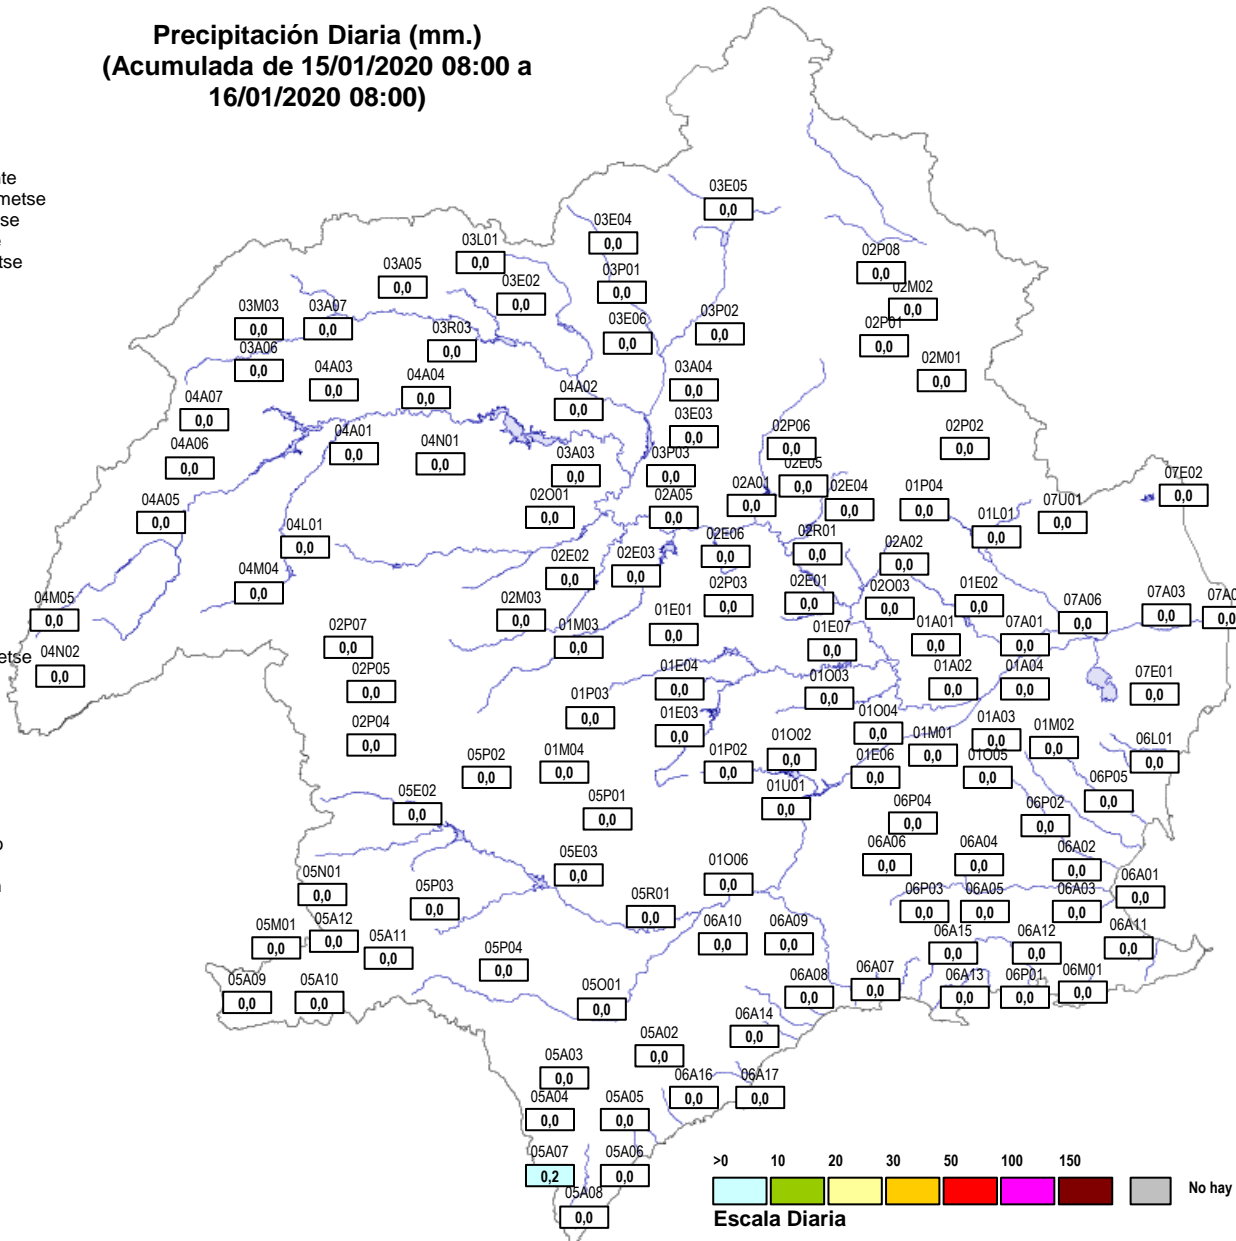 Precipitación Diaria (mm.)
(Acumulada de 15/01/2020 08:00 a
16/01/2020 08:00)
03E05
0,0
03E04
0,0
03L01
0,0
02P08
0,0
03A05
0,0
03P01
0,0
03E02
0,0
02M02
0,0
03M03
0,0
03A07
0,0
03P02
0,0
03E06
0,0
02P01
0,0
03R03
0,0
03A06
0,0
02M01
0,0
04A03
0,0
04A04
0,0
03A04
0,0
04A02
0,0
04A07
0,0
03E03
0,0
04A01
0,0
02P06
0,0
02P02
0,0
04N01
0,0
04A06
0,0
03A03
0,0
03P03
0,0
02E05
0,0
07E02
0,0
02A01
0,0
02E04
0,0
01P04
0,0
04A05
0,0
02O01
0,0
02A05
0,0
07U01
0,0
01L01
0,0
04L01
0,0
02E06
0,0
02R01
0,0
02A02
0,0
02E02
0,0
02E03
0,0
04M04
0,0
02P03
0,0
02E01
0,0
02O03
0,0
01E02
0,0
04M05
0,0
02M03
0,0
07A06
0,0
07A03
0,0
07A0
0,0
01E01
0,0
02P07
0,0
01M03
0,0
01E07
0,0
01A01
0,0
07A01
0,0
etse
04N02
0,0
02P05
0,0
01E04
0,0
01O03
0,0
01A02
0,0
01A04
0,0
07E01
0,0
01P03
0,0
01E03
0,0
02P04
0,0
01O04
0,0
01A03
0,0
01M02
0,0
01M01
0,0
06L01
0,0
05P02
0,0
01M04
0,0
01P02
0,0
01O02
0,0
01E06
0,0
01O05
0,0
05E02
0,0
05P01
0,0
01U01
0,0
06P05
0,0
06P04
0,0
06P02
0,0
05E03
0,0
01O06
0,0
06A06
0,0
06A04
0,0
06A02
0,0
05N01
0,0
05P03
0,0
06A01
0,0
05R01
0,0
06P03
0,0
06A05
0,0
06A03
0,0
05M01
0,0
05A12
0,0
05A11
0,0
06A10
0,0
06A09
0,0
06A15
0,0
06A12
0,0
06A11
0,0
05P04
0,0
05A09
0,0
05A10
0,0
05O01
0,0
06A08
0,0
06A07
0,0
06A13
0,0
06P01
0,0
06M01
0,0
06A14
0,0
05A02
0,0
05A03
0,0
06A16
0,0
06A17
0,0
05A04
0,0
05A05
0,0
05A07
0,2
05A06
0,0
05A08
0,0
>0 10 20 30 50 100 150
No hay
Escala Diaria